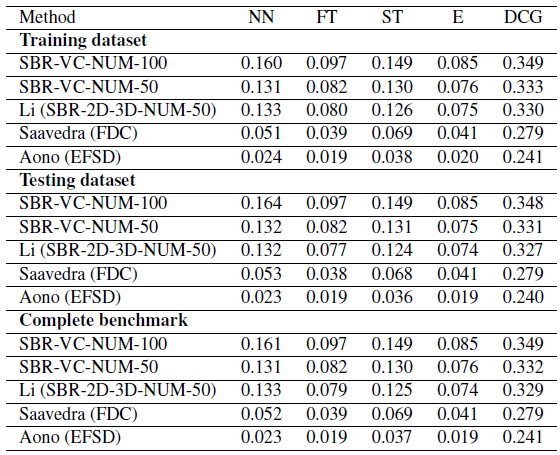 Method NN FT ST E DCG
Training dataset
SBR-VC-NUM-100 0.160 0.097 0.149 0.085 0.349
SBR-VC-NUM-50 0.131 0.082 0.130 0.076 0.333
Li (SBR-2D-3D-NUM-50) 0.133 0.080 0.126 0.075 0.330
Saavedra (FDC) 0.051 0.039 0.069 0.041 0.279
Aono (EFSD) 0.024 0.019 0.038 0.020 0.241
Testing dataset
SBR-VC-NUM-100 0.164 0.097 0.149 0.085 0.348
SBR-VC-NUM-50 0.132 0.082 0.131 0.075 0.331
Li (SBR-2D-3D-NUM-50) 0.132 0.077 0.124 0.074 0.327
Saavedra (FDC) 0.053 0.038 0.068 0.041 0.279
Aono (EFSD) 0.023 0.019 0.036 0.019 0.240
Complete benchmark
SBR-VC-NUM-100 0.161 0.097 0.149 0.085 0.349
SBR-VC-NUM-50 0.131 0.082 0.130 0.076 0.332
Li (SBR-2D-3D-NUM-50) 0.133 0.079 0.125 0.074 0.329
Saavedra (FDC) 0.052 0.039 0.069 0.041 0.279
Aono (EFSD) 0.023 0.019 0.037 0.019 0.241